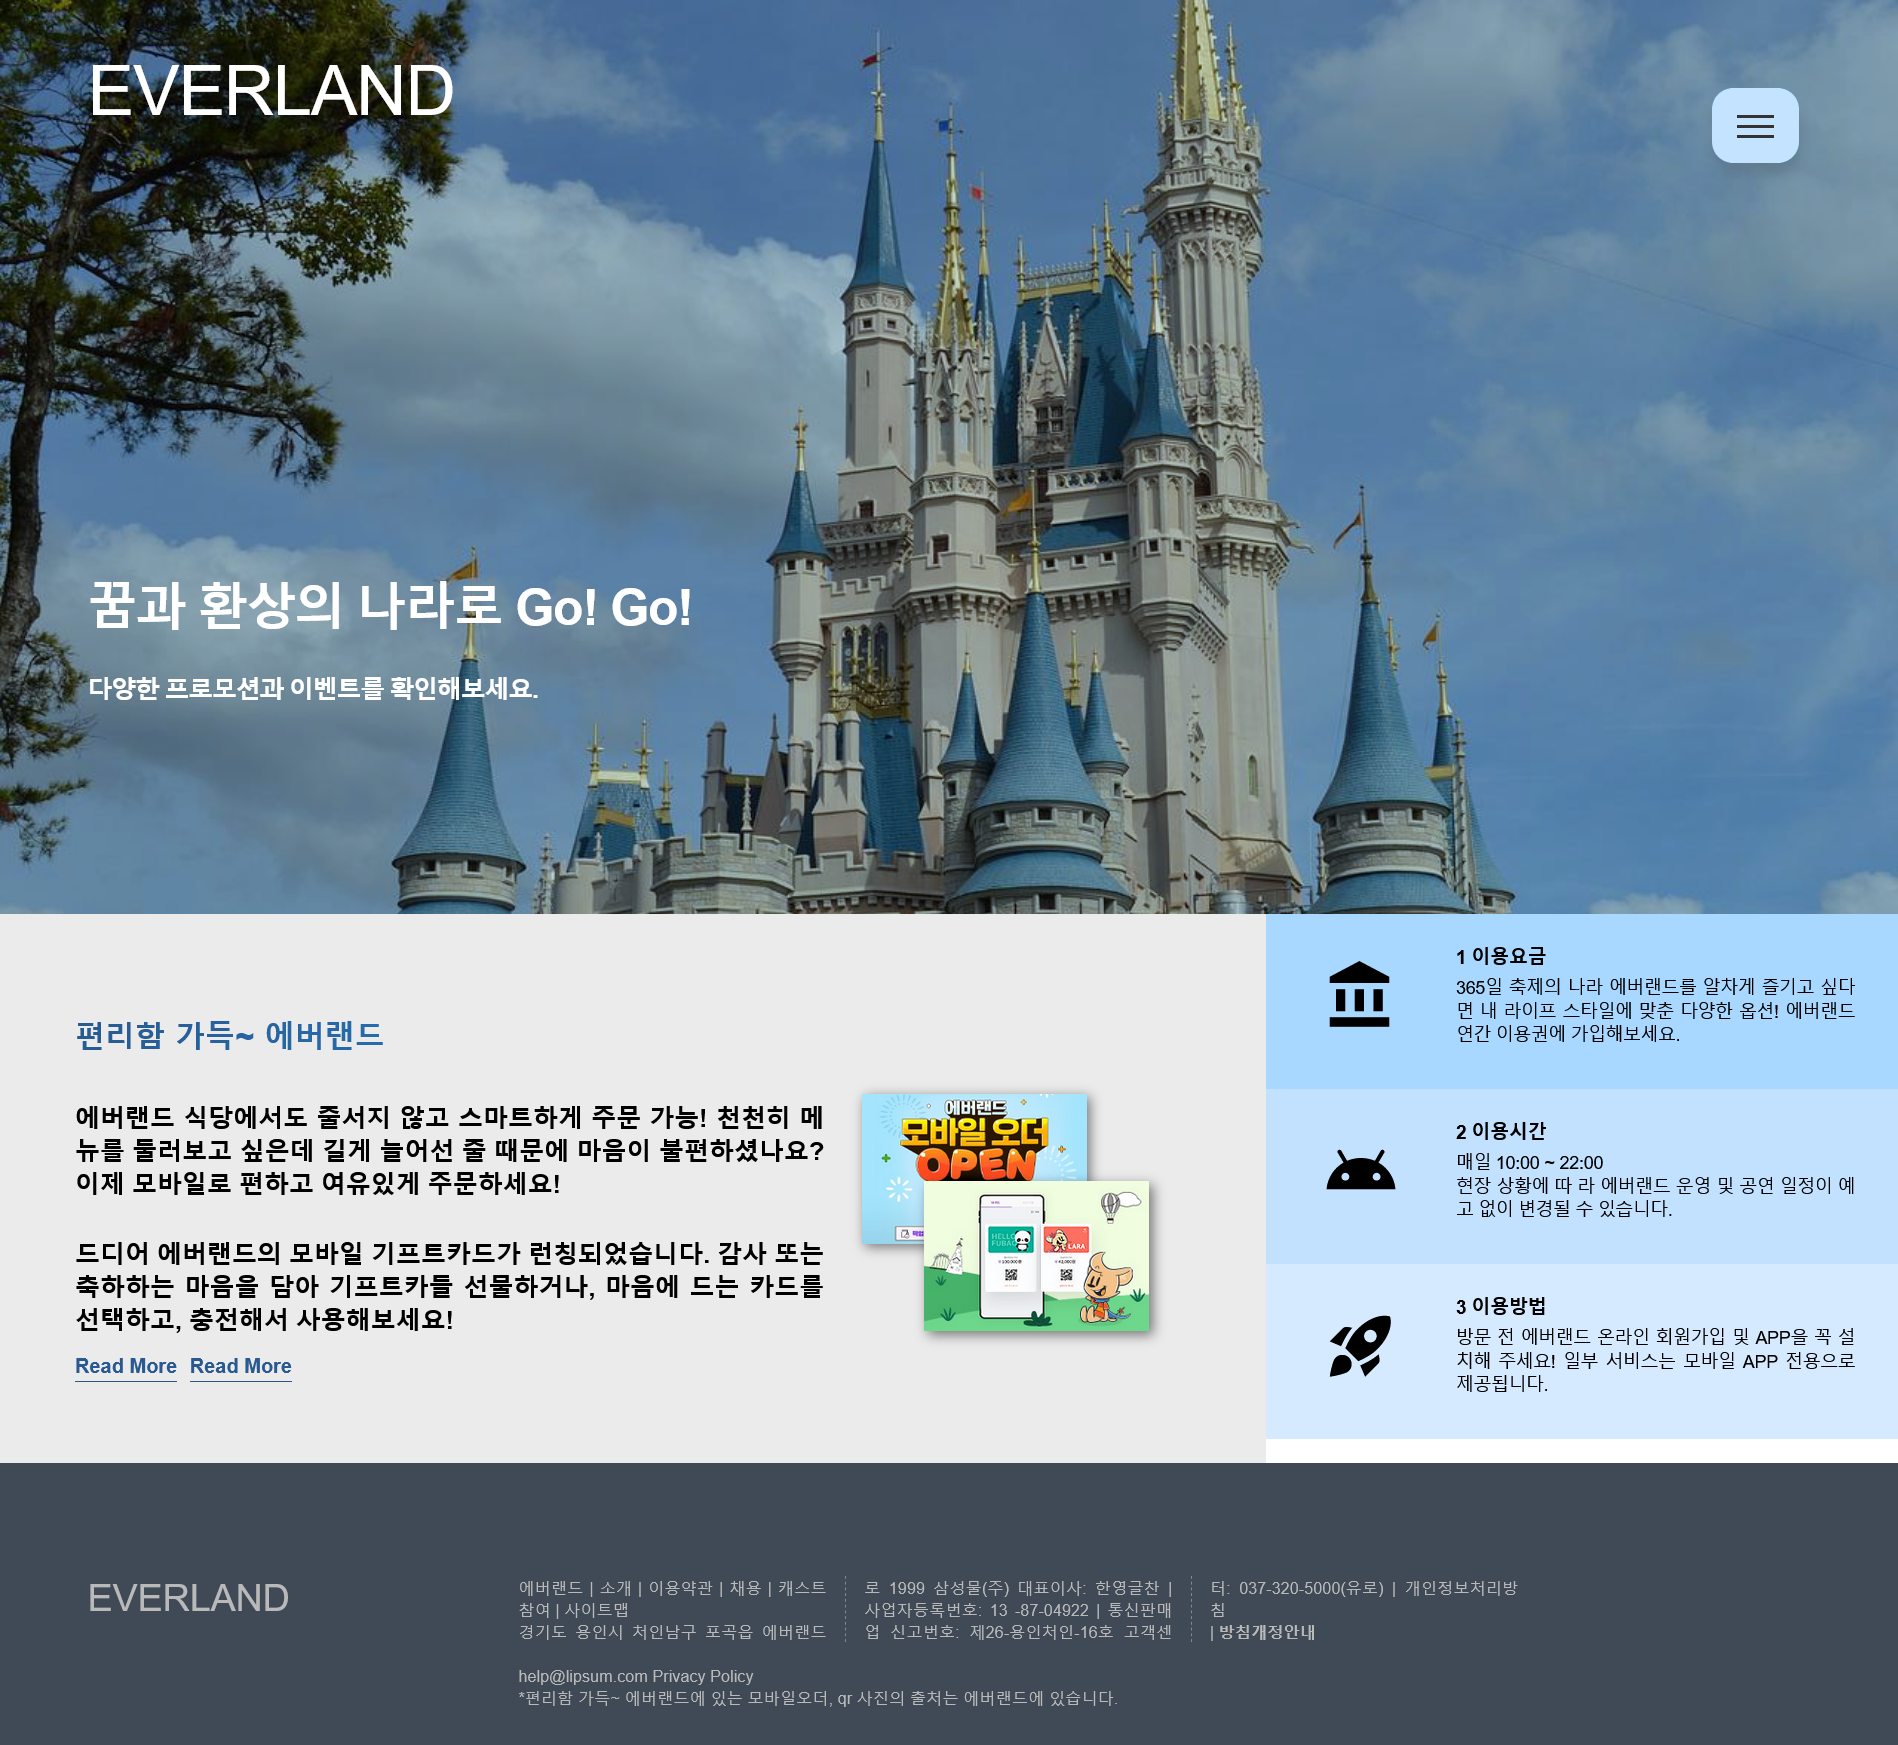 EVERLAND
꿈과 환상의 나라로 Go! Go!
다양한 프로모션과 이벤트를 확인해보세요.
편리함 가득~ 에버랜드
에버랜드 식당에서도 줄서지 않고 스마트하게 주문 가능! 천천히 메
뉴를 둘러보고 싶은데 길게 늘어선 줄 때문에 마음이 불편하셨나요?
이제 모바일로 편하고 여유있게 주문하세요!
드디어 에버랜드의 모바일 기프트카드가 런칭되었습니다. 감사 또는
축하하는 마음을 담아 기프트카들 선물하거나, 마음에 드는 카드를
선택하고, 충전해서 사용해보세요!
Read More Read More
에버랜드
모바일 오더
OPEN
HELLO
FUBAO
LARA
1 이용요금
365일 축제의 나라 에버랜드를 알차게 즐기고 싶다
면 내 라이프 스타일에 맞춘 다양한 옵션! 에버랜드
연간 이용권에 가입해보세요.
2 이용시간
매일 10:00 ~ 22:00
현장 상황에 따 라 에버랜드 운영 및 공연 일정이 예
고 없이 변경될 수 있습니다.
3 이용방법
방문 전 에버랜드 온라인 회원가입 및 APP을 꼭 설
치해 주세요! 일부 서비스는 모바일 APP 전용으로
제공됩니다.
EVERLAND
에버랜드 | 소개 | 이용약관 | 채용 | 캐스트
참여 | 사이트맵
경기도 용인시 처인남구 포곡읍 에버랜드
로 1999 삼성물(주) 대표이사: 한영글찬 |
사업자등록번호: 13 -87-04922 | 통신판매
업 신고번호: 제26-용인처인-16호 고객센
터: 037-320-5000(유로) | 개인정보처리방
침
| 방침개정안내
help@lipsum.com Privacy Policy
*편리함 가득~ 에버랜드에 있는 모바일오더, qr 사진의 출처는 에버랜드에 있습니다.